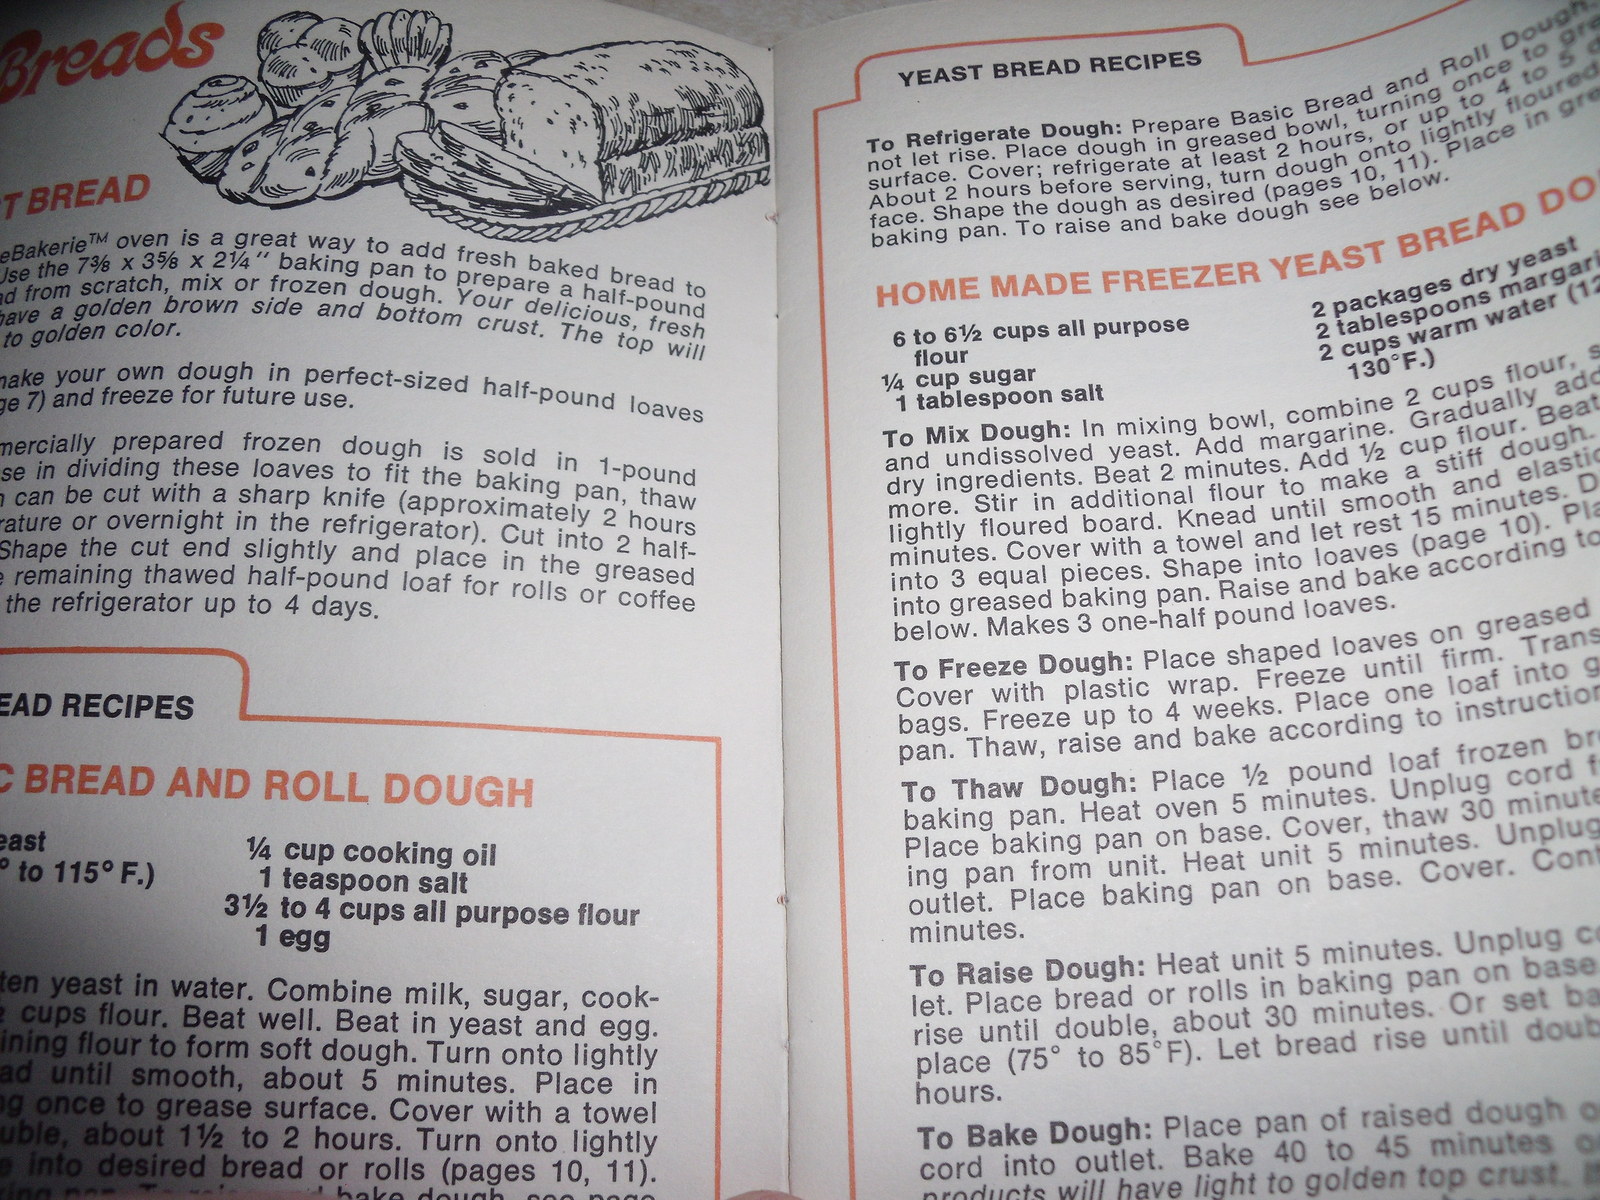 Breads
T BREAD
eBakerie™ oven is a great way to add fresh baked bread to
Use the 7⅜ x 3⅝ x 2¼" baking pan to prepare a half-pound
from scratch, mix or frozen dough. Your delicious, fresh
have a golden brown side and bottom crust. The top will
to golden color.
make your own dough in perfect-sized half-pound loaves
ge 7) and freeze for future use.
mercially prepared frozen dough is sold in 1-pound
se in dividing these loaves to fit the baking pan, thaw
can be cut with a sharp knife (approximately 2 hours
rature or overnight in the refrigerator). Cut into 2 half-
Shape the cut end slightly and place in the greased
remaining thawed half-pound loaf for rolls or coffee
the refrigerator up to 4 days.
EAD RECIPES
C BREAD AND ROLL DOUGH
east
° to 115° F.)
¼ cup cooking oil
1 teaspoon salt
3½ to 4 cups all purpose flour
1 egg
ten yeast in water. Combine milk, sugar, cook-
cups flour. Beat well. Beat in yeast and egg.
ining flour to form soft dough. Turn onto lightly
ad until smooth, about 5 minutes. Place in
ng once to grease surface. Cover with a towel
uble, about 1½ to 2 hours. Turn onto lightly
into desired bread or rolls (pages 10, 11).
bake dough, see page
YEAST BREAD RECIPES
To Refrigerate Dough: Prepare Basic Bread and Roll Dough.
not let rise. Place dough in greased bowl, turning once to gre
surface. Cover; refrigerate at least 2 hours, or up to 4 to 5 d
About 2 hours before serving, turn dough onto lightly floured
face. Shape the dough as desired (pages 10, 11). Place in gre
baking pan. To raise and bake dough see below.
HOME MADE FREEZER YEAST BREAD DO
6 to 6½ cups all purpose
flour
¼ cup sugar
1 tablespoon salt
2 packages dry yeast
2 tablespoons margari
2 cups warm water (12
130°F.)
To Mix Dough: In mixing bowl, combine 2 cups flour, s
and undissolved yeast. Add margarine. Gradually add
dry ingredients. Beat 2 minutes. Add ½ cup flour. Beat
more. Stir in additional flour to make a stiff dough.
lightly floured board. Knead until smooth and elastic
minutes. Cover with a towel and let rest 15 minutes. D
into 3 equal pieces. Shape into loaves (page 10). Pla
into greased baking pan. Raise and bake according to
below. Makes 3 one-half pound loaves.
To Freeze Dough: Place shaped loaves on greased
Cover with plastic wrap. Freeze until firm. Trans
bags. Freeze up to 4 weeks. Place one loaf into g
pan. Thaw, raise and bake according to instruction
To Thaw Dough: Place ½ pound loaf frozen bre
baking pan. Heat oven 5 minutes. Unplug cord f
Place baking pan on base. Cover, thaw 30 minute
ing pan from unit. Heat unit 5 minutes. Unplug
outlet. Place baking pan on base. Cover. Cont
minutes.
To Raise Dough: Heat unit 5 minutes. Unplug co
let. Place bread or rolls in baking pan on base
rise until double, about 30 minutes. Or set ba
place (75° to 85°F). Let bread rise until doub
hours.
To Bake Dough: Place pan of raised dough o
cord into outlet. Bake 40 to 45 minutes o
products will have light to golden top crust.